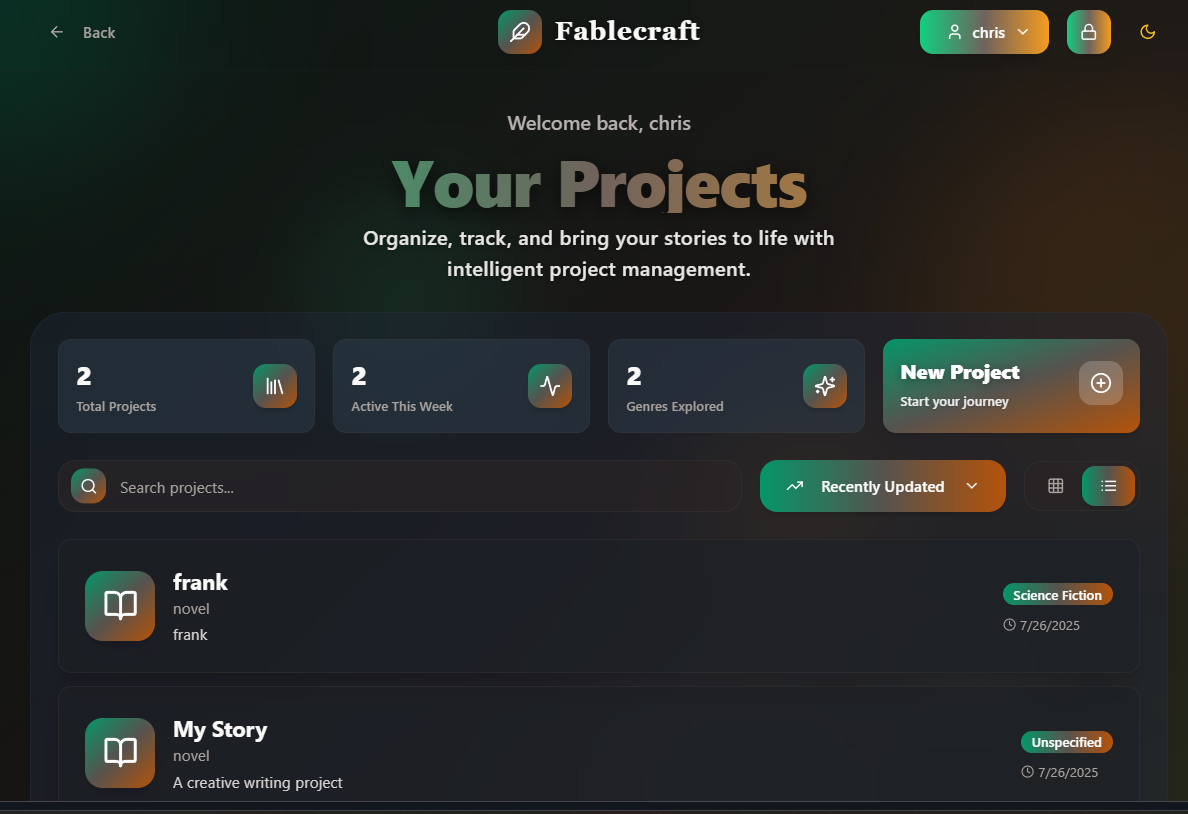 Back
Fablecraft
chris
Welcome back, chris
Your Projects
Organize, track, and bring your stories to life with
intelligent project management.
2
Total Projects
2
Active This Week
2
Genres Explored
New Project
Start your journey
Search projects...
Recently Updated
frank
novel
frank
Science Fiction
7/26/2025
My Story
novel
A creative writing project
Unspecified
7/26/2025